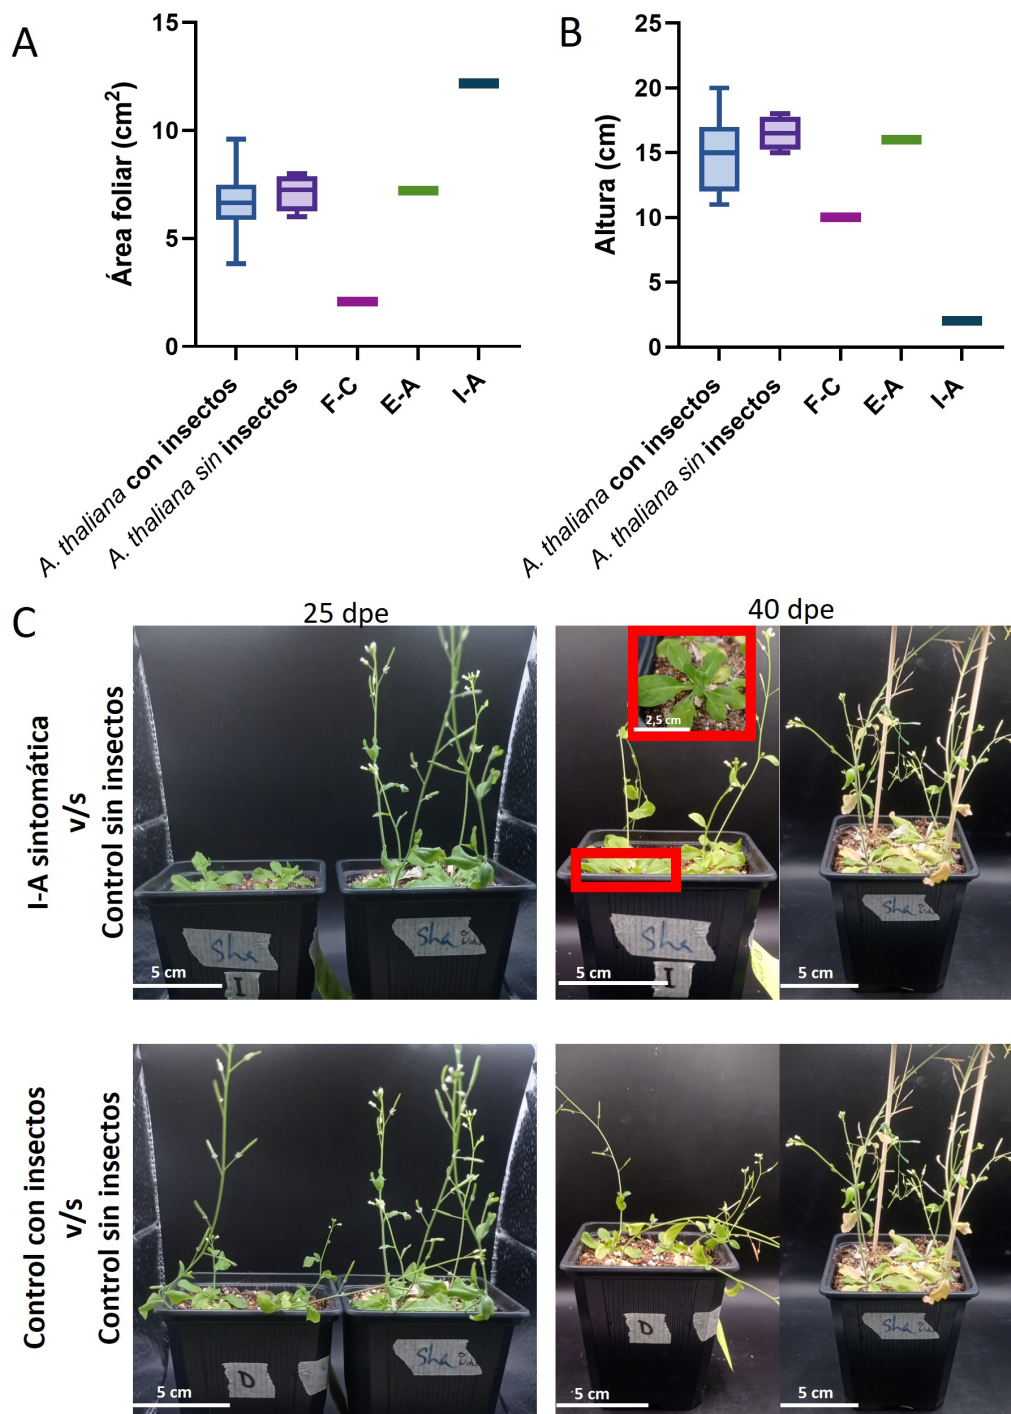 A
Área foliar (cm²)
15
10
5
0
A. thaliana con insectos
A. thaliana sin insectos
F-C
E-A
I-A
B
Altura (cm)
25
20
15
10
5
0
A. thaliana con insectos
A. thaliana sin insectos
F-C
E-A
I-A
C
25 dpe
40 dpe
I-A sintomática
v/s
Control sin insectos
Sha
I
Sha
5 cm
2,5 cm
Sha
I
5 cm
Sha
5 cm
Control con insectos
v/s
Control sin insectos
D
Sha
5 cm
D
5 cm
Sha
5 cm